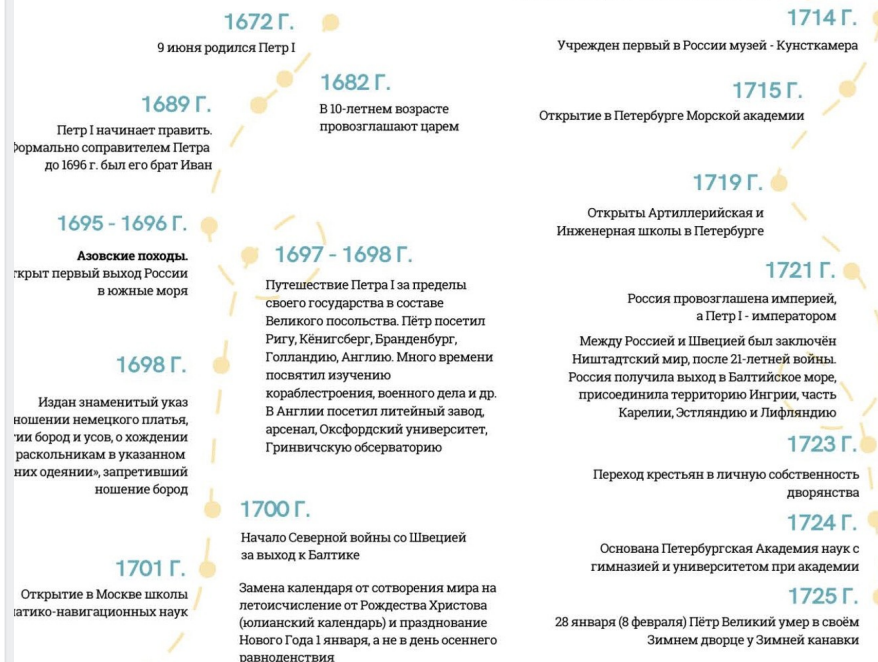 1672 Г.
9 июня родился Петр I
1682 Г.
В 10-летнем возрасте
провозглашают царем
1689 Г.
Петр I начинает править.
Формально соправителем Петра
до 1696 г. был его брат Иван
1695 - 1696 Г.
Азовские походы.
ткрыт первый выход России
в южные моря
1697 - 1698 Г.
Путешествие Петра I за пределы
своего государства в составе
Великого посольства. Пётр посетил
Ригу, Кёнигсберг, Бранденбург,
Голландию, Англию. Много времени
посвятил изучению
кораблестроения, военного дела и др.
В Англии посетил литейный завод,
арсенал, Оксфордский университет,
Гринвичскую обсерваторию
1698 Г.
Издан знаменитый указ
ношении немецкого платья,
тии бород и усов, о хождении
раскольникам в указанном
них одеянии», запретивший
ношение бород
1700 Г.
Начало Северной войны со Швецией
за выход к Балтике
Замена календаря от сотворения мира на
летоисчисление от Рождества Христова
(юлианский календарь) и празднование
Нового Года 1 января, а не в день осеннего
равноденствия
1701 Г.
Открытие в Москве школы
матико-навигационных наук
1714 Г.
Учрежден первый в России музей - Кунсткамера
1715 Г.
Открытие в Петербурге Морской академии
1719 Г.
Открыты Артиллерийская и
Инженерная школы в Петербурге
1721 Г.
Россия провозглашена империей,
а Петр I - императором
Между Россией и Швецией был заключён
Ништадтский мир, после 21-летней войны.
Россия получила выход в Балтийское море,
присоединила территорию Ингрии, часть
Карелии, Эстляндию и Лифляндию
1723 Г.
Переход крестьян в личную собственность
дворянства
1724 Г.
Основана Петербургская Академия наук с
гимназией и университетом при академии
1725 Г.
28 января (8 февраля) Пётр Великий умер в своём
Зимнем дворце у Зимней канавки